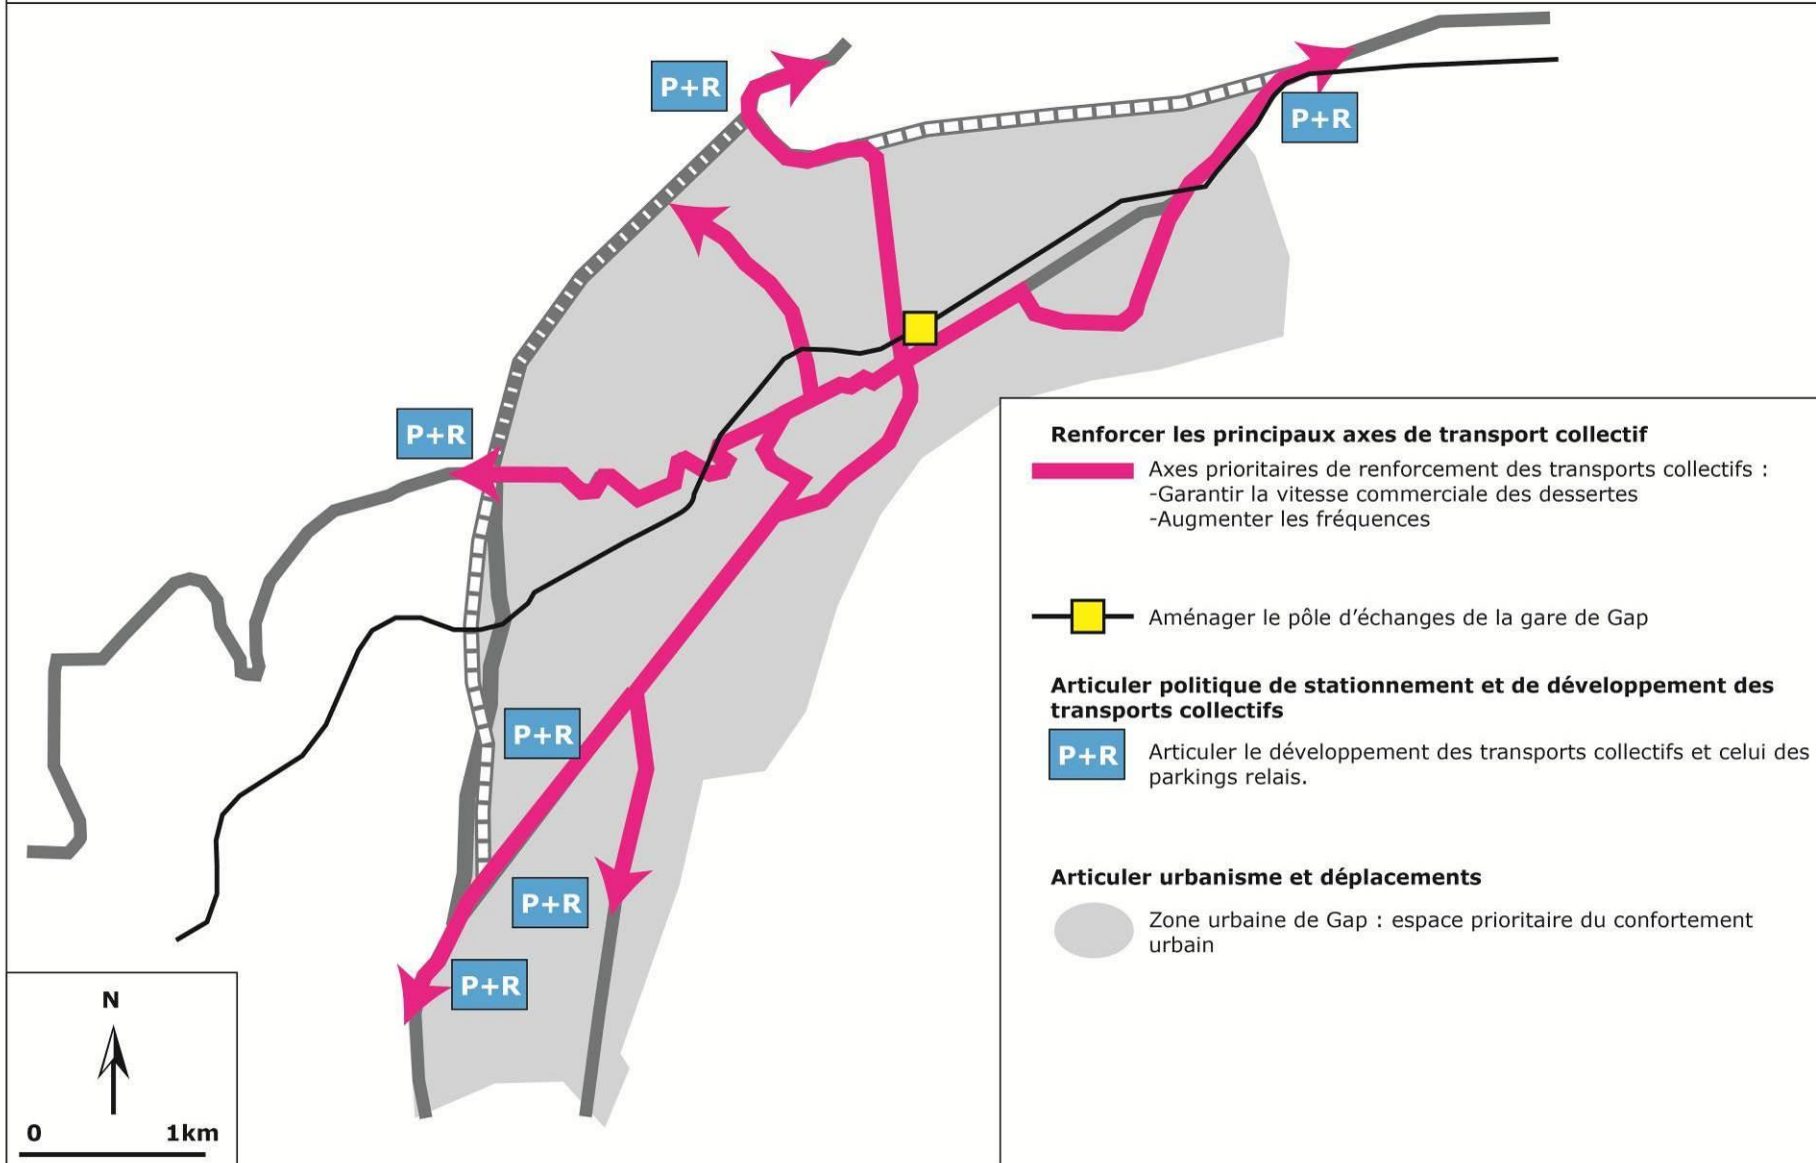 P+R
P+R
P+R
P+R
P+R
P+R
Renforcer les principaux axes de transport collectif
Axes prioritaires de renforcement des transports collectifs :
-Garantir la vitesse commerciale des dessertes
-Augmenter les fréquences
Aménager le pôle d'échanges de la gare de Gap
Articuler politique de stationnement et de développement des
transports collectifs
P+R
Articuler le développement des transports collectifs et celui des
parkings relais.
Articuler urbanisme et déplacements
Zone urbaine de Gap : espace prioritaire du confortement
urbain
N
0 1km